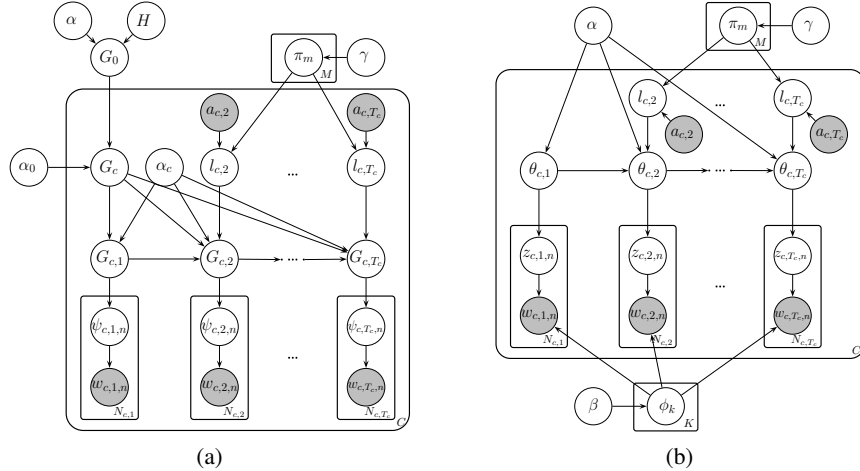 α
H
G_0
π_m
M
γ
a_{c,2}
a_{c,T_c}
α_0
G_c
α_c
l_{c,2}
...
l_{c,T_c}
G_{c,1}
G_{c,2}
...
G_{c,T_c}
ψ_{c,1,n}
ψ_{c,2,n}
ψ_{c,T_c,n}
...
w_{c,1,n}
w_{c,2,n}
w_{c,T_c,n}
N_{c,1}
N_{c,2}
N_{c,T_c}
C
(a)
α
π_m
M
γ
l_{c,2}
...
l_{c,T_c}
a_{c,2}
a_{c,T_c}
θ_{c,1}
θ_{c,2}
...
θ_{c,T_c}
z_{c,1,n}
z_{c,2,n}
z_{c,T_c,n}
...
w_{c,1,n}
w_{c,2,n}
w_{c,T_c,n}
N_{c,1}
N_{c,2}
N_{c,T_c}
C
β
φ_k
K
(b)